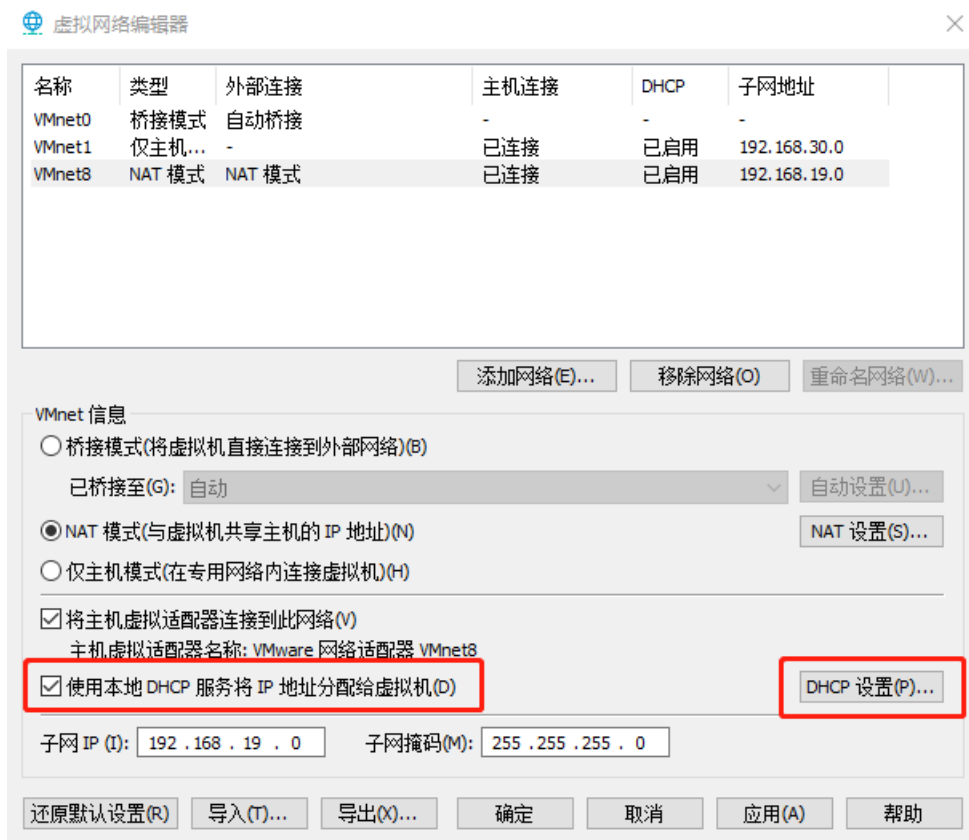 虚拟网络编辑器
名称 类型 外部连接 主机连接 DHCP 子网地址
VMnet0 桥接模式 自动桥接 - - -
VMnet1 仅主机... - 已连接 已启用 192.168.30.0
VMnet8 NAT 模式 NAT 模式 已连接 已启用 192.168.19.0
添加网络(E)... 移除网络(O) 重命名网络(W)...
VMnet 信息
桥接模式(将虚拟机直接连接到外部网络)(B)
已桥接至(G): 自动 自动设置(U)...
NAT 模式(与虚拟机共享主机的 IP 地址)(N) NAT 设置(S)...
仅主机模式(在专用网络内连接虚拟机)(H)
将主机虚拟适配器连接到此网络(V)
主机虚拟适配器名称: VMware 网络适配器 VMnet8
使用本地 DHCP 服务将 IP 地址分配给虚拟机(D) DHCP 设置(P)...
子网 IP (I): 192 . 168 . 19 . 0 子网掩码(M): 255 . 255 . 255 . 0
还原默认设置(R) 导入(T)... 导出(X)... 确定 取消 应用(A) 帮助